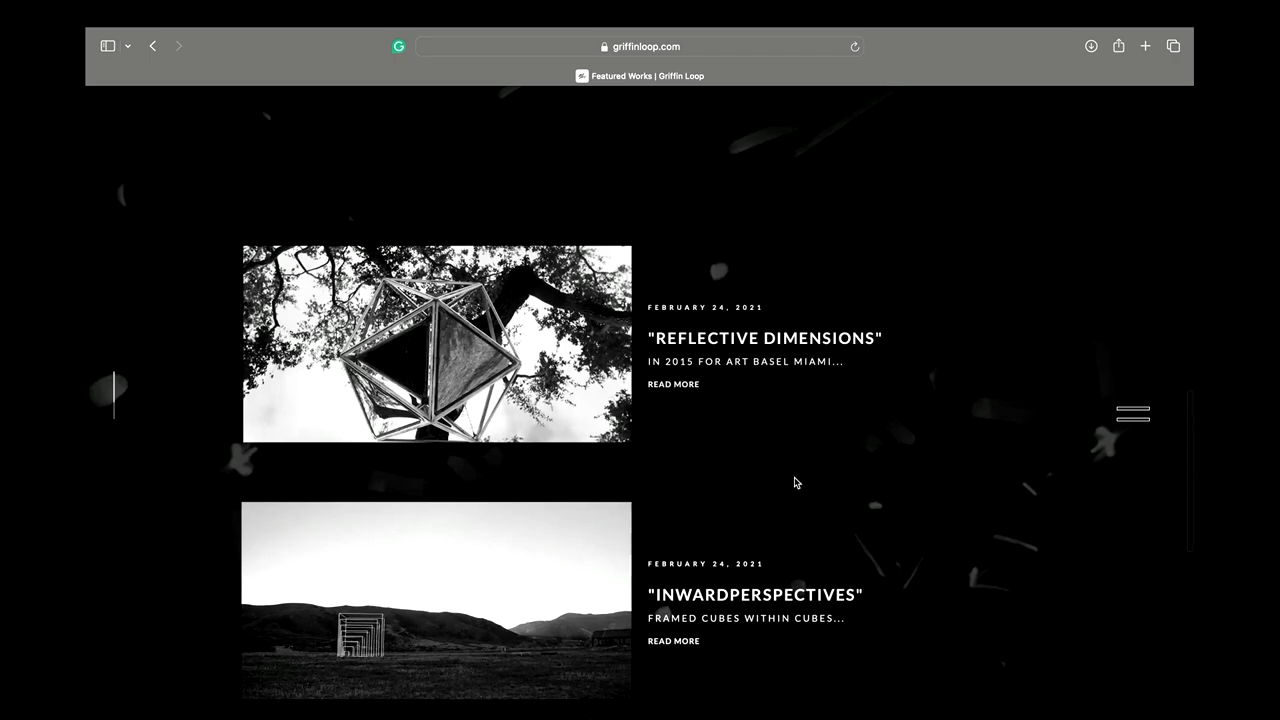 griffinloop.com
Featured Works | Griffin Loop
FEBRUARY 24, 2021
"REFLECTIVE DIMENSIONS"
IN 2015 FOR ART BASEL MIAMI...
READ MORE
FEBRUARY 24, 2021
"INWARDPERSPECTIVES"
FRAMED CUBES WITHIN CUBES...
READ MORE